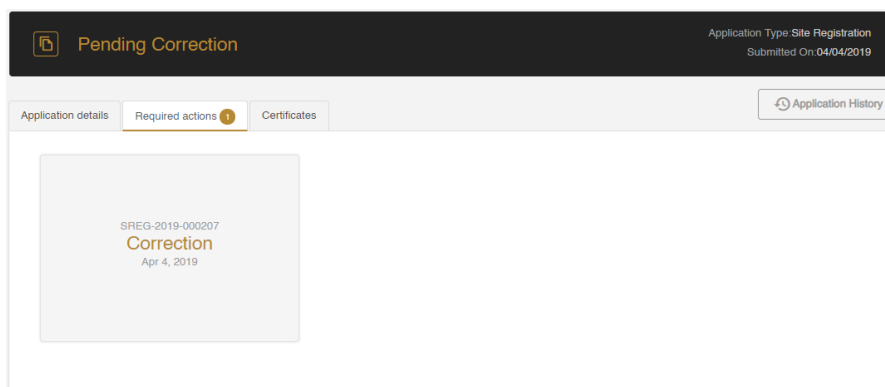 Pending Correction
Application Type:Site Registration
Submitted On:04/04/2019
Application details
Required actions 1
Certificates
Application History
SREG-2019-000207
Correction
Apr 4, 2019